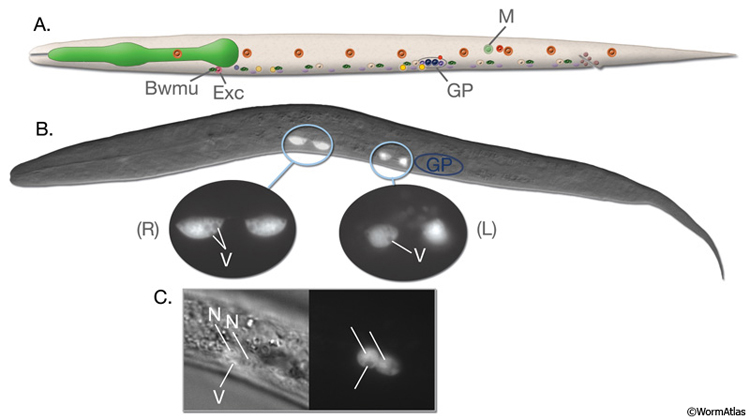 A.
M
Bwmu Exc GP
B.
GP
(R) (L)
V V
C.
N N
V
©WormAtlas